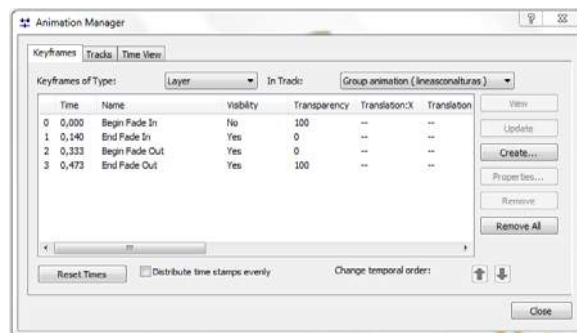 Animation Manager
Keyframes Tracks Time View
Keyframes of Type: Layer In Track: Group animation (lineasconalturas)
Time Name Visibility Transparency Translation:X Translation
0 0,000 Begin Fade In No 100 -- --
1 0,140 End Fade In Yes 0 -- --
2 0,333 Begin Fade Out Yes 0 -- --
3 0,473 End Fade Out Yes 100 -- --
View
Update
Create...
Properties...
Remove
Remove All
Reset Times Distribute time stamps evenly Change temporal order:
Close